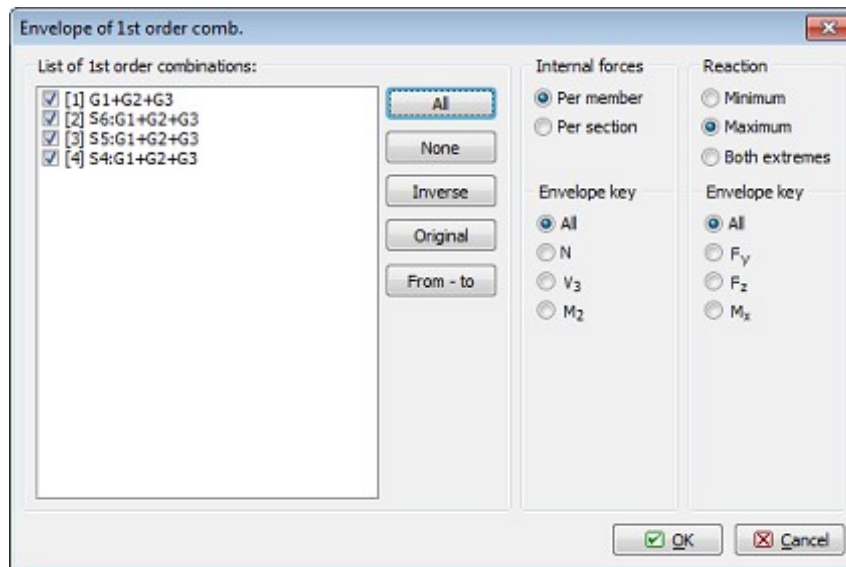 Envelope of 1st order comb.
List of 1st order combinations:
[1] G1+G2+G3
[2] S6:G1+G2+G3
[3] S5:G1+G2+G3
[4] S4:G1+G2+G3
All
None
Inverse
Original
From - to
Internal forces
Per member
Per section
Envelope key
All
N
V3
M2
Reaction
Minimum
Maximum
Both extremes
Envelope key
All
Fy
Fz
Mx
OK
Cancel